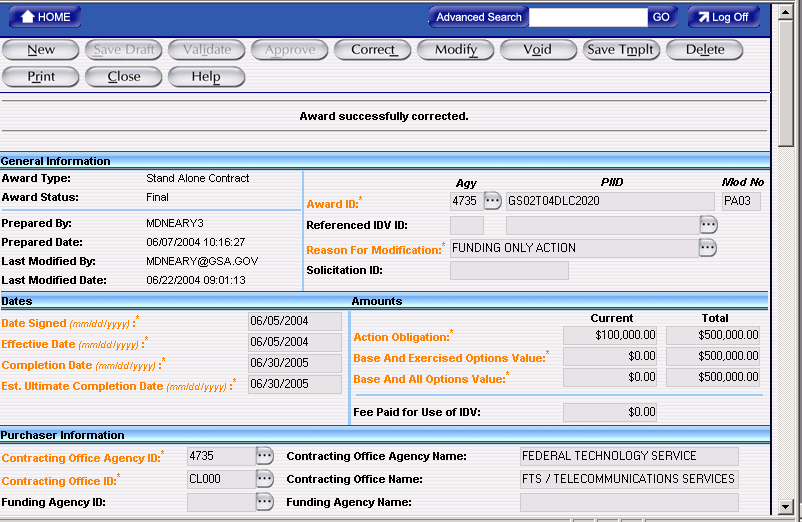 HOME Advanced Search GO Log Off
New Save Draft Validate Approve Correct Modify Void Save Tmplt Delete
Print Close Help
Award successfully corrected.
General Information
Award Type: Stand Alone Contract
Award Status: Final
Prepared By: MDNEARY3
Prepared Date: 06/07/2004 10:16:27
Last Modified By: MDNEARY@GSA.GOV
Last Modified Date: 06/22/2004 09:01:13
Agy PIID Mod No
Award ID:* 4735 ... GS02T04DLC2020 PA03
Referenced IDV ID: ...
Reason For Modification:* FUNDING ONLY ACTION ...
Solicitation ID:
Dates
Date Signed (mm/dd/yyyy) :* 06/05/2004
Effective Date (mm/dd/yyyy) :* 06/05/2004
Completion Date (mm/dd/yyyy) :* 06/30/2005
Est. Ultimate Completion Date (mm/dd/yyyy) :* 06/30/2005
Amounts
Current Total
Action Obligation:* $100,000.00 $500,000.00
Base And Exercised Options Value:* $0.00 $500,000.00
Base And All Options Value:* $0.00 $500,000.00
Fee Paid for Use of IDV: $0.00
Purchaser Information
Contracting Office Agency ID:* 4735 ... Contracting Office Agency Name: FEDERAL TECHNOLOGY SERVICE
Contracting Office ID:* CL000 ... Contracting Office Name: FTS / TELECOMMUNICATIONS SERVICES
Funding Agency ID: ... Funding Agency Name: